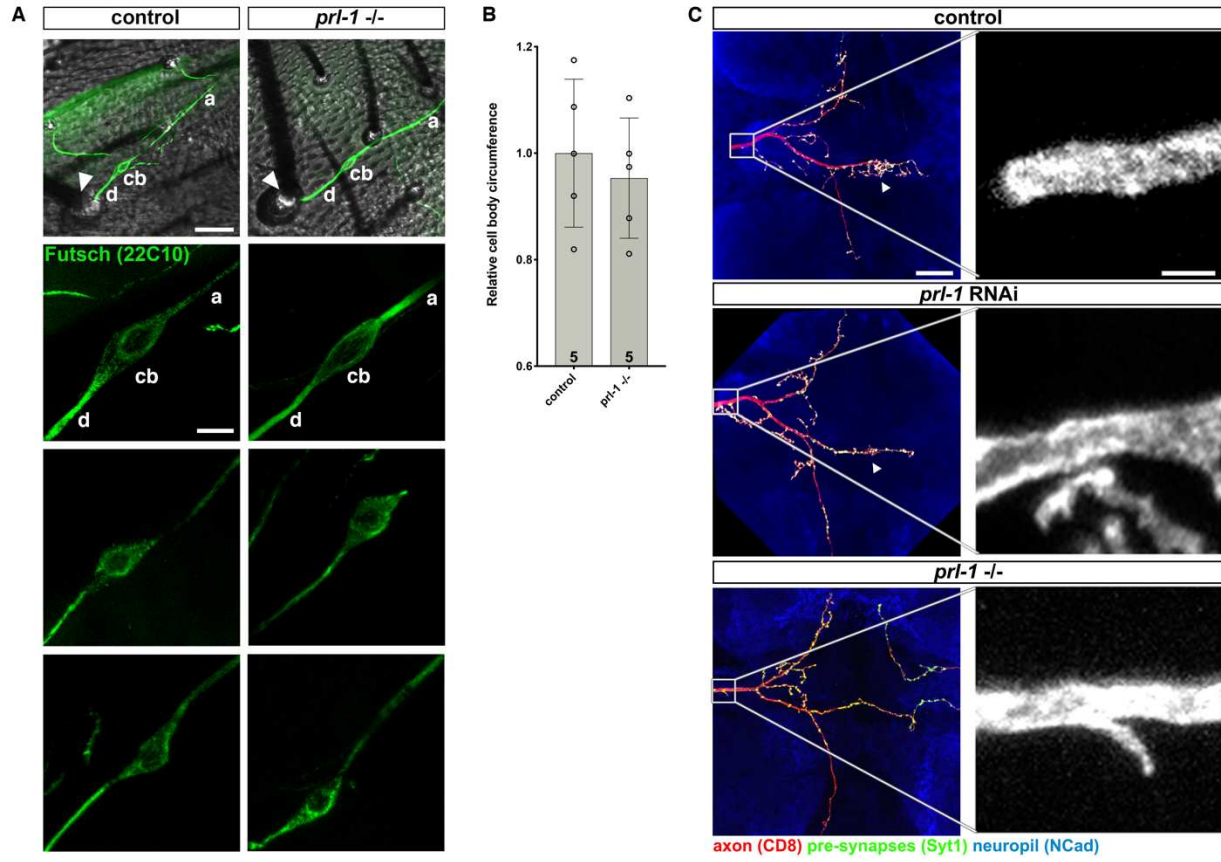 A
control
prl-1 -/-
a
cb
d
a
cb
d
Futsch (22C10)
a
cb
d
a
cb
d
B
Relative cell body circumference
1.2
1.0
0.8
0.6
5
5
control
prl-1 -/-
C
control
prl-1 RNAi
prl-1 -/-
axon (CD8) pre-synapses (Syt1) neuropil (NCad)